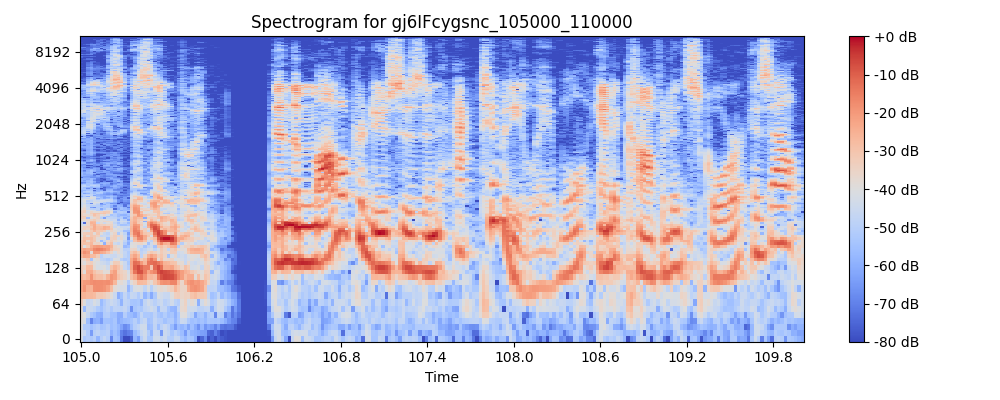 Spectrogram for gj6IFcygsnc_105000_110000
8192
4096
2048
1024
512
256
128
64
0
Hz
105.0 105.6 106.2 106.8 107.4 108.0 108.6 109.2 109.8
Time
+0 dB
-10 dB
-20 dB
-30 dB
-40 dB
-50 dB
-60 dB
-70 dB
-80 dB